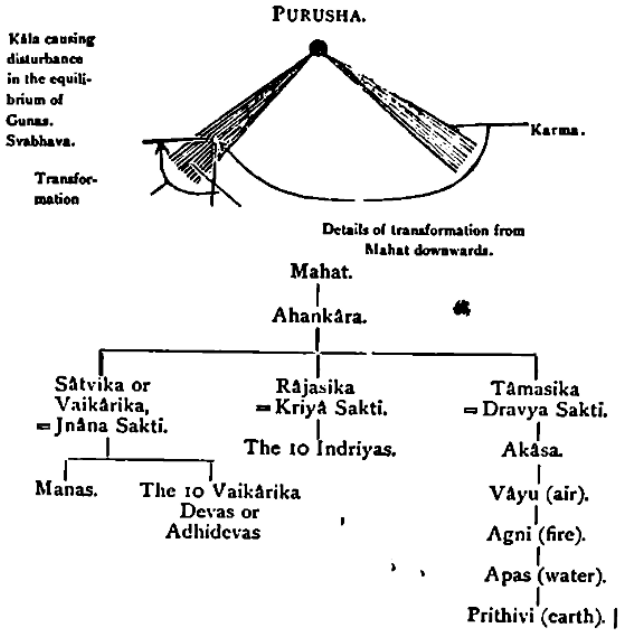 PURUSHA.
Kâla causing
disturbance
in the equili-
brium of
Gunas.
Svabhava.
Transfor-
mation
Karma.
Details of transformation from
Mahat downwards.
Mahat.
Ahankâra.
Sâtvika or
Vaikârika,
= Jnâna Sakti.
Manas.
The 10 Vaikârika
Devas or
Adhidevas
Râjasika
= Kriyâ Sakti.
The 10 Indriyas.
Tâmasika
= Dravya Sakti.
Akâsa.
Vâyu (air).
Agni (fire).
Apas (water).
Prithivi (earth).